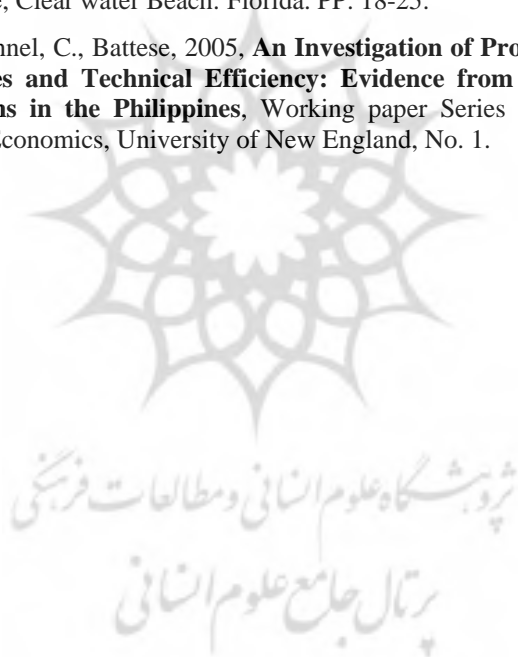 e, Clear water Beach. Florida. PP. 18-25.
nnel, C., Battese, 2005, An Investigation of Pro
es and Technical Efficiency: Evidence from
ns in the Philippines, Working paper Series
Economics, University of New England, No. 1.
پژوهشگاه علوم انسانی و مطالعات فرهنگی
پرتال جامع علوم انسانی